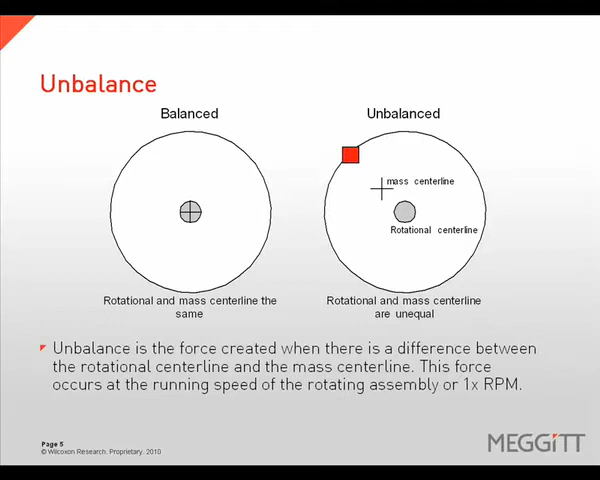 Unbalance
Balanced
Unbalanced
mass centerline
Rotational centerline
Rotational and mass centerline the
same
Rotational and mass centerline
are unequal
Unbalance is the force created when there is a difference between
the rotational centerline and the mass centerline. This force
occurs at the running speed of the rotating assembly or 1x RPM.
Page 5
© Wilcoxon Research. Proprietary. 2010
MEGGITT